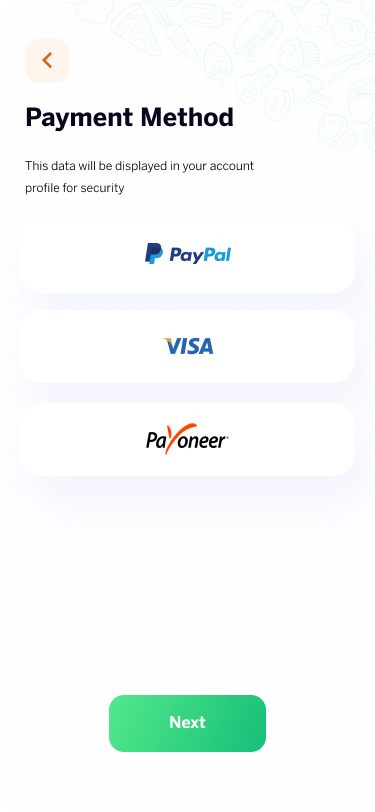 Payment Method
This data will be displayed in your account
profile for security
PayPal
VISA
Payoneer
Next